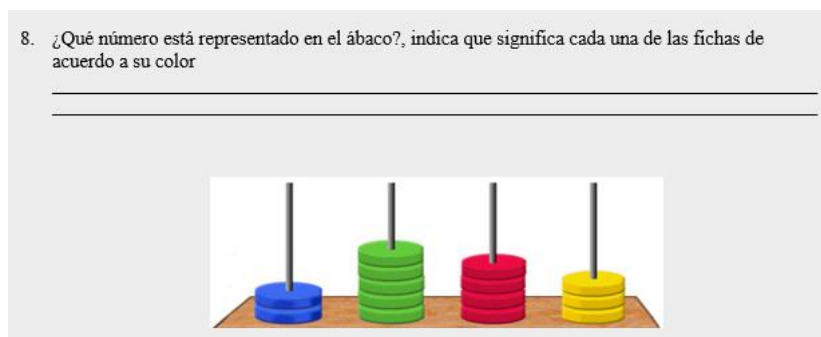 8. ¿Qué número está representado en el ábaco?, indica que significa cada una de las fichas de
acuerdo a su color